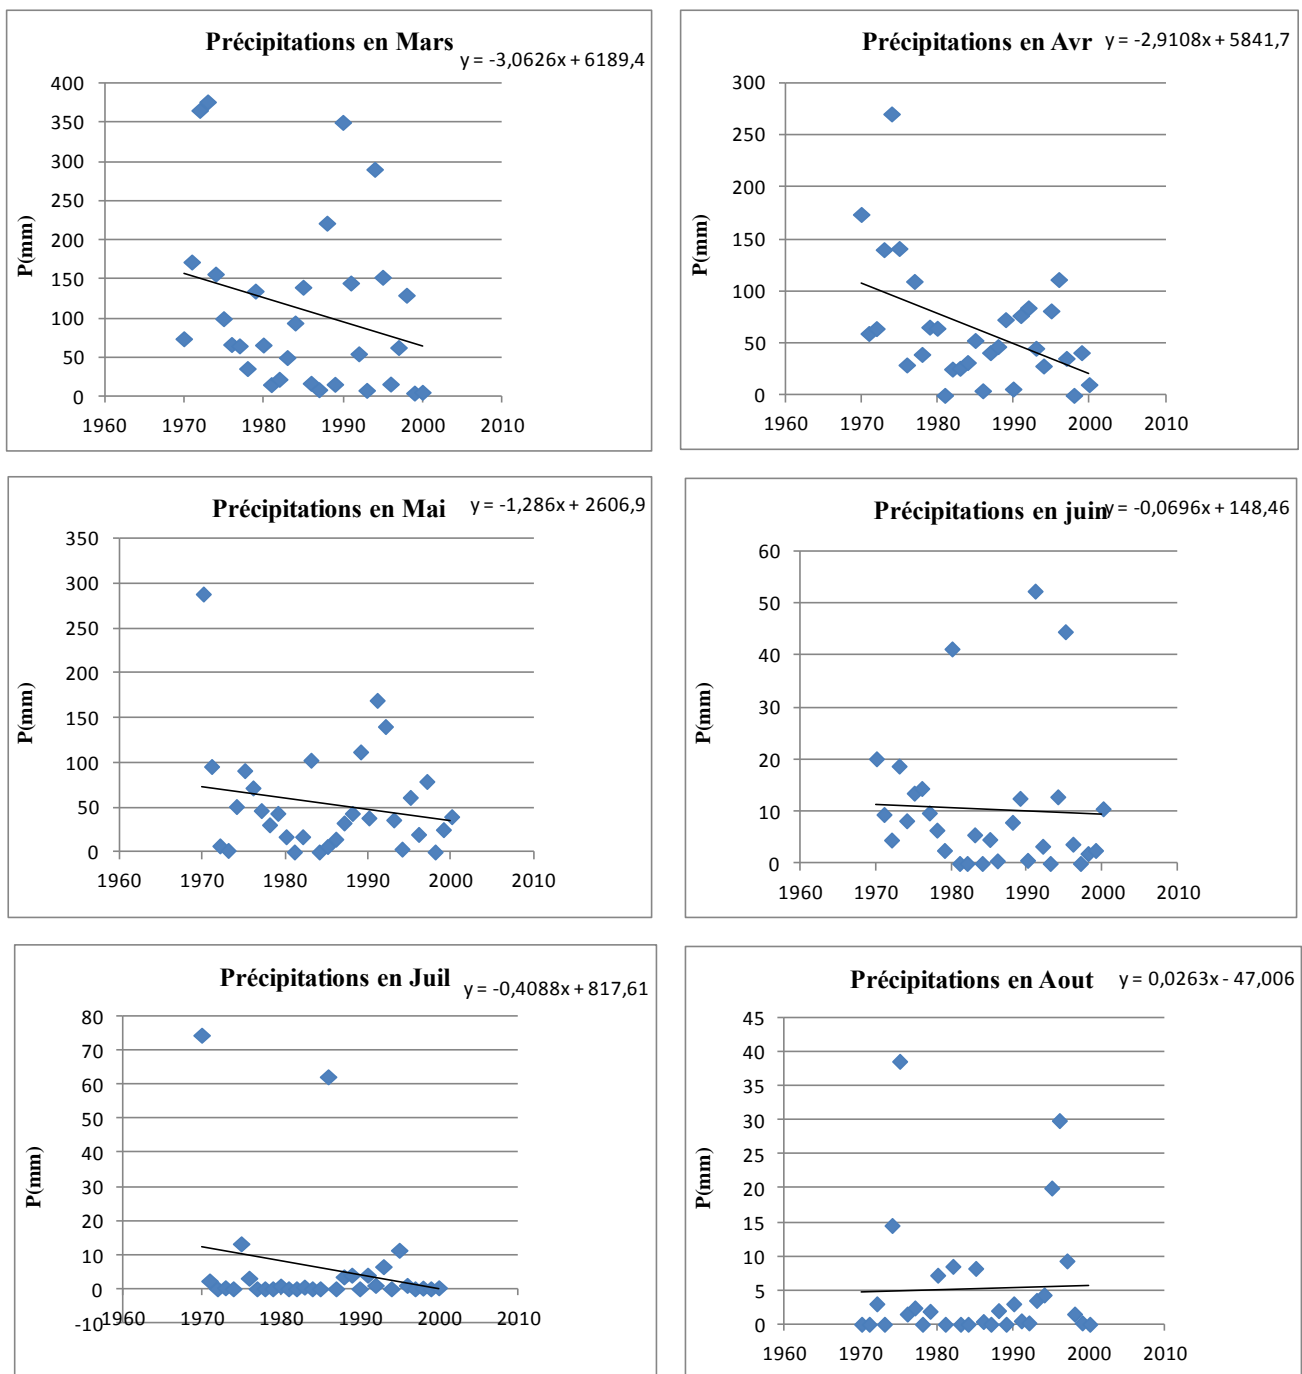 Précipitations en Mars
y = -3,0626x + 6189,4
400
350
300
250
200
150
100
50
0
P(mm)
1960 1970 1980 1990 2000 2010
Précipitations en Avr
y = -2,9108x + 5841,7
300
250
200
150
100
50
0
P(mm)
1960 1970 1980 1990 2000 2010
Précipitations en Mai
y = -1,286x + 2606,9
350
300
250
200
150
100
50
0
P(mm)
1960 1970 1980 1990 2000 2010
Précipitations en juin
y = -0,0696x + 148,46
60
50
40
30
20
10
0
P(mm)
1960 1970 1980 1990 2000 2010
Précipitations en Juil
y = -0,4088x + 817,61
80
70
60
50
40
30
20
10
0
-10
P(mm)
1960 1970 1980 1990 2000 2010
Précipitations en Aout
y = 0,0263x - 47,006
45
40
35
30
25
20
15
10
5
0
P(mm)
1960 1970 1980 1990 2000 2010